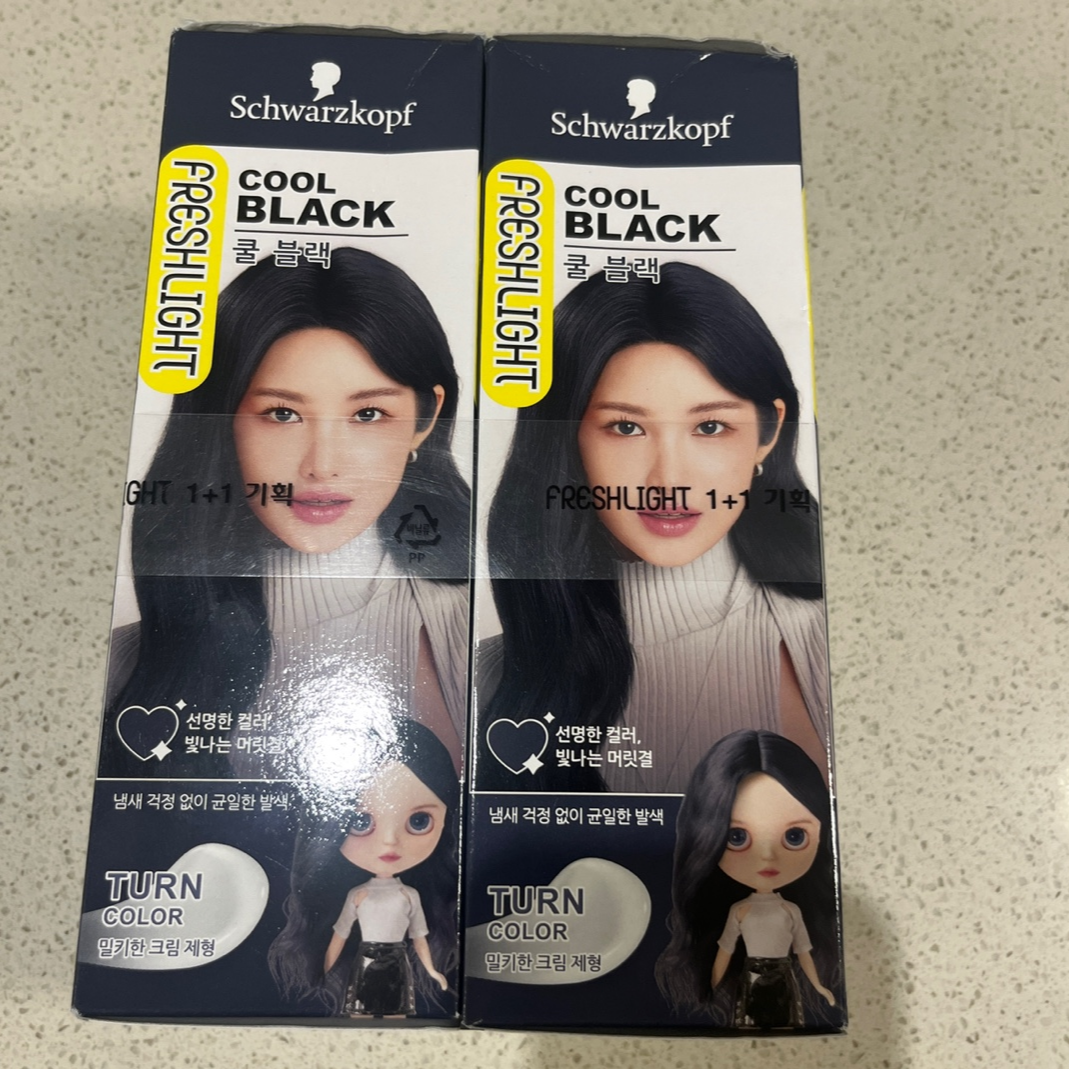 Schwarzkopf
FRESHLIGHT
COOL
BLACK
쿨 블랙
GHT 1+1 기획
비닐류
PP
선명한 컬러,
빛나는 머릿결
냄새 걱정 없이 균일한 발색
TURN
COLOR
밀키한 크림 제형
Schwarzkopf
FRESHLIGHT
COOL
BLACK
쿨 블랙
FRESHLIGHT 1+1 기획
선명한 컬러,
빛나는 머릿결
냄새 걱정 없이 균일한 발색
TURN
COLOR
밀키한 크림 제형